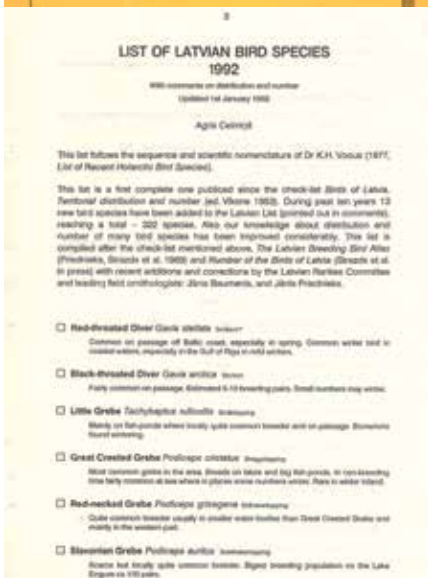 3
LIST OF LATVIAN BIRD SPECIES
1992
With comments on distribution and number
Updated 1st January 1992
This list follows the sequence and scientific nomenclature of Dr K.H. Voous (1977,
List of Recent Holarctic Bird Species).
This list is a first complete one publiced since the check-list Birds of Latvia,
Territorial distribution and number (ed. Viksne 1983). During past ten years 13
new bird species have been added to the Latvian List (pointed out in comments),
reaching a total – 322 species. Also our knowledge about distribution and
number of many bird species has been improved considerably. This list is
compiled after the check-list mentioned above, The Latvian Breeding Bird Atlas
(Priednieks, Strazds et al. 1989) and Number of the Birds of Latvia (Strazds et al.
in press) with recent additions and corrections by the Latvian Rarities Committee
and leading field ornithologists: Jānis Baumanis, and Jānis Priednieks.
Red-throated Diver Gavia stellata
Common on passage off Baltic coast, especially in spring. Common winter bird in
coastal waters, especially in the Gulf of Riga in mild winters.
Black-throated Diver Gavia arctica
Fairly common on passage. Estimated 5-10 breeding pairs. Small numbers may winter.
Little Grebe Tachybaptus ruficollis
Mainly on fish-ponds where locally quite common breeder and on passage.
found wintering.
Great Crested Grebe Podiceps cristatus
Most common grebe in the area. Breeds on lakes and big fish-ponds. In non-breeding
time fairly common at sea where in places some numbers winter. Rare in winter inland.
Red-necked Grebe Podiceps grisegena
Quite common breeder usually in smaller water-bodies than Great Crested Grebe and
mainly in the western part.
Slavonian Grebe Podiceps auritus
Scarce but locally quite common breeder. Bigest breeding population via the Lake
Engure